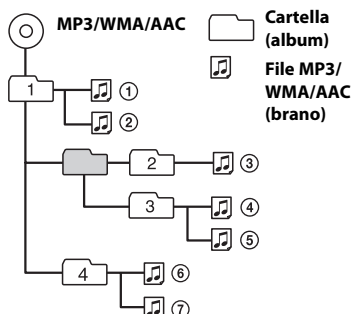 MP3/WMA/AAC
Cartella
(album)
File MP3/
WMA/AAC
(brano)
1
①
②
2
③
3
④
⑤
4
⑥
⑦